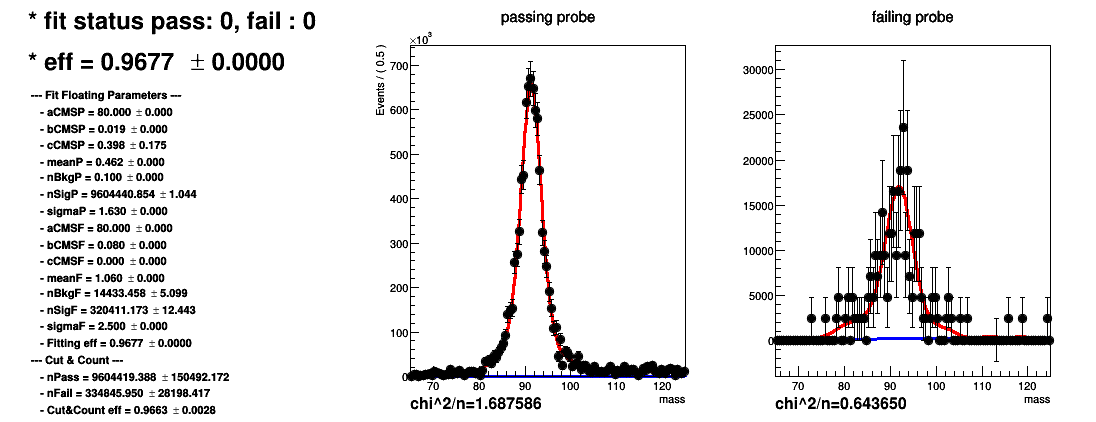 * fit status pass: 0, fail : 0
* eff = 0.9677 ± 0.0000
--- Fit Floating Parameters ---
- aCMSP = 80.000 ± 0.000
- bCMSP = 0.019 ± 0.000
- cCMSP = 0.398 ± 0.175
- meanP = 0.462 ± 0.000
- nBkgP = 0.100 ± 0.000
- nSigP = 9604440.854 ± 1.044
- sigmaP = 1.630 ± 0.000
- aCMSF = 80.000 ± 0.000
- bCMSF = 0.080 ± 0.000
- cCMSF = 0.000 ± 0.000
- meanF = 1.060 ± 0.000
- nBkgF = 14433.458 ± 5.099
- nSigF = 320411.173 ± 12.443
- sigmaF = 2.500 ± 0.000
- Fitting eff = 0.9677 ± 0.0000
--- Cut & Count ---
- nPass = 9604419.388 ± 150492.172
- nFail = 334845.950 ± 28198.417
- Cut&Count eff = 0.9663 ± 0.0028
passing probe
×10³
Events / ( 0.5 )
700
600
500
400
300
200
100
0
70 80 90 100 110 120
mass
chi^2/n=1.687586
failing probe
30000
25000
20000
15000
10000
5000
0
70 80 90 100 110 120
mass
chi^2/n=0.643650